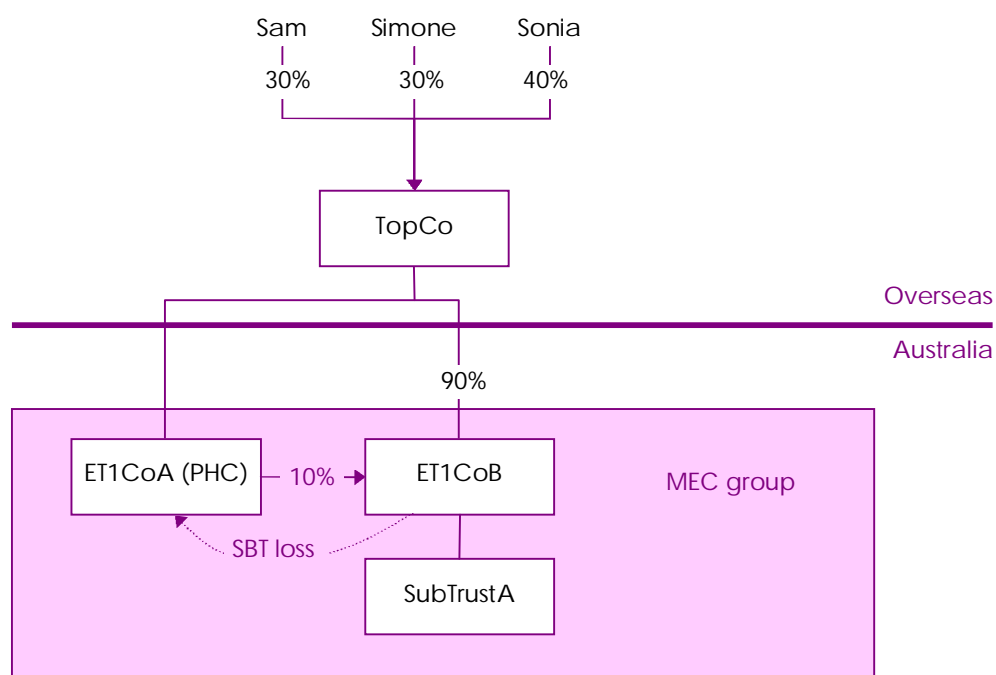 Sam Simone Sonia
30% 30% 40%
TopCo
Overseas
Australia
90%
ET1CoA (PHC) 10% ET1CoB MEC group
SBT loss
SubTrustA